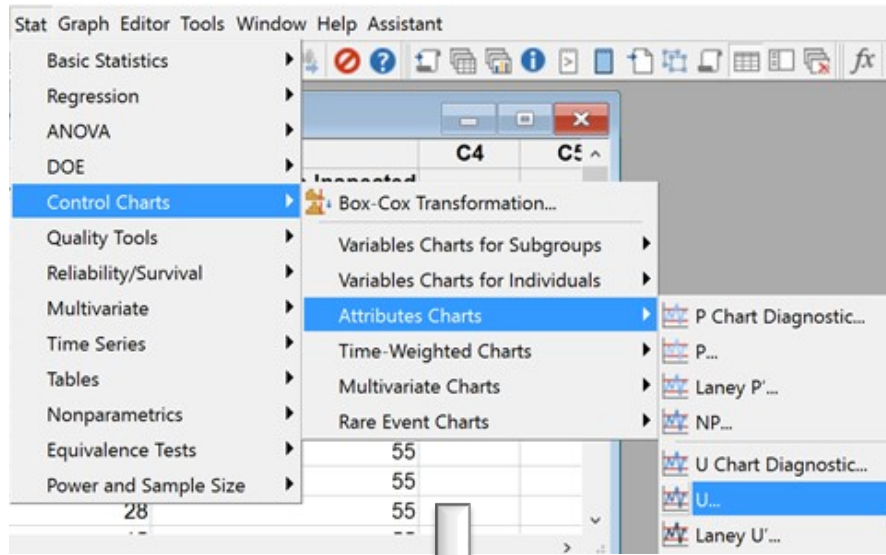 Stat Graph Editor Tools Window Help Assistant
Basic Statistics
Regression
ANOVA
DOE
Control Charts
Quality Tools
Reliability/Survival
Multivariate
Time Series
Tables
Nonparametrics
Equivalence Tests
Power and Sample Size
C4
Box-Cox Transformation...
Variables Charts for Subgroups
Variables Charts for Individuals
Attributes Charts
Time-Weighted Charts
Multivariate Charts
Rare Event Charts
P Chart Diagnostic...
P...
Laney P'...
NP...
U Chart Diagnostic...
U...
Laney U'...
55
55
28 55
fx